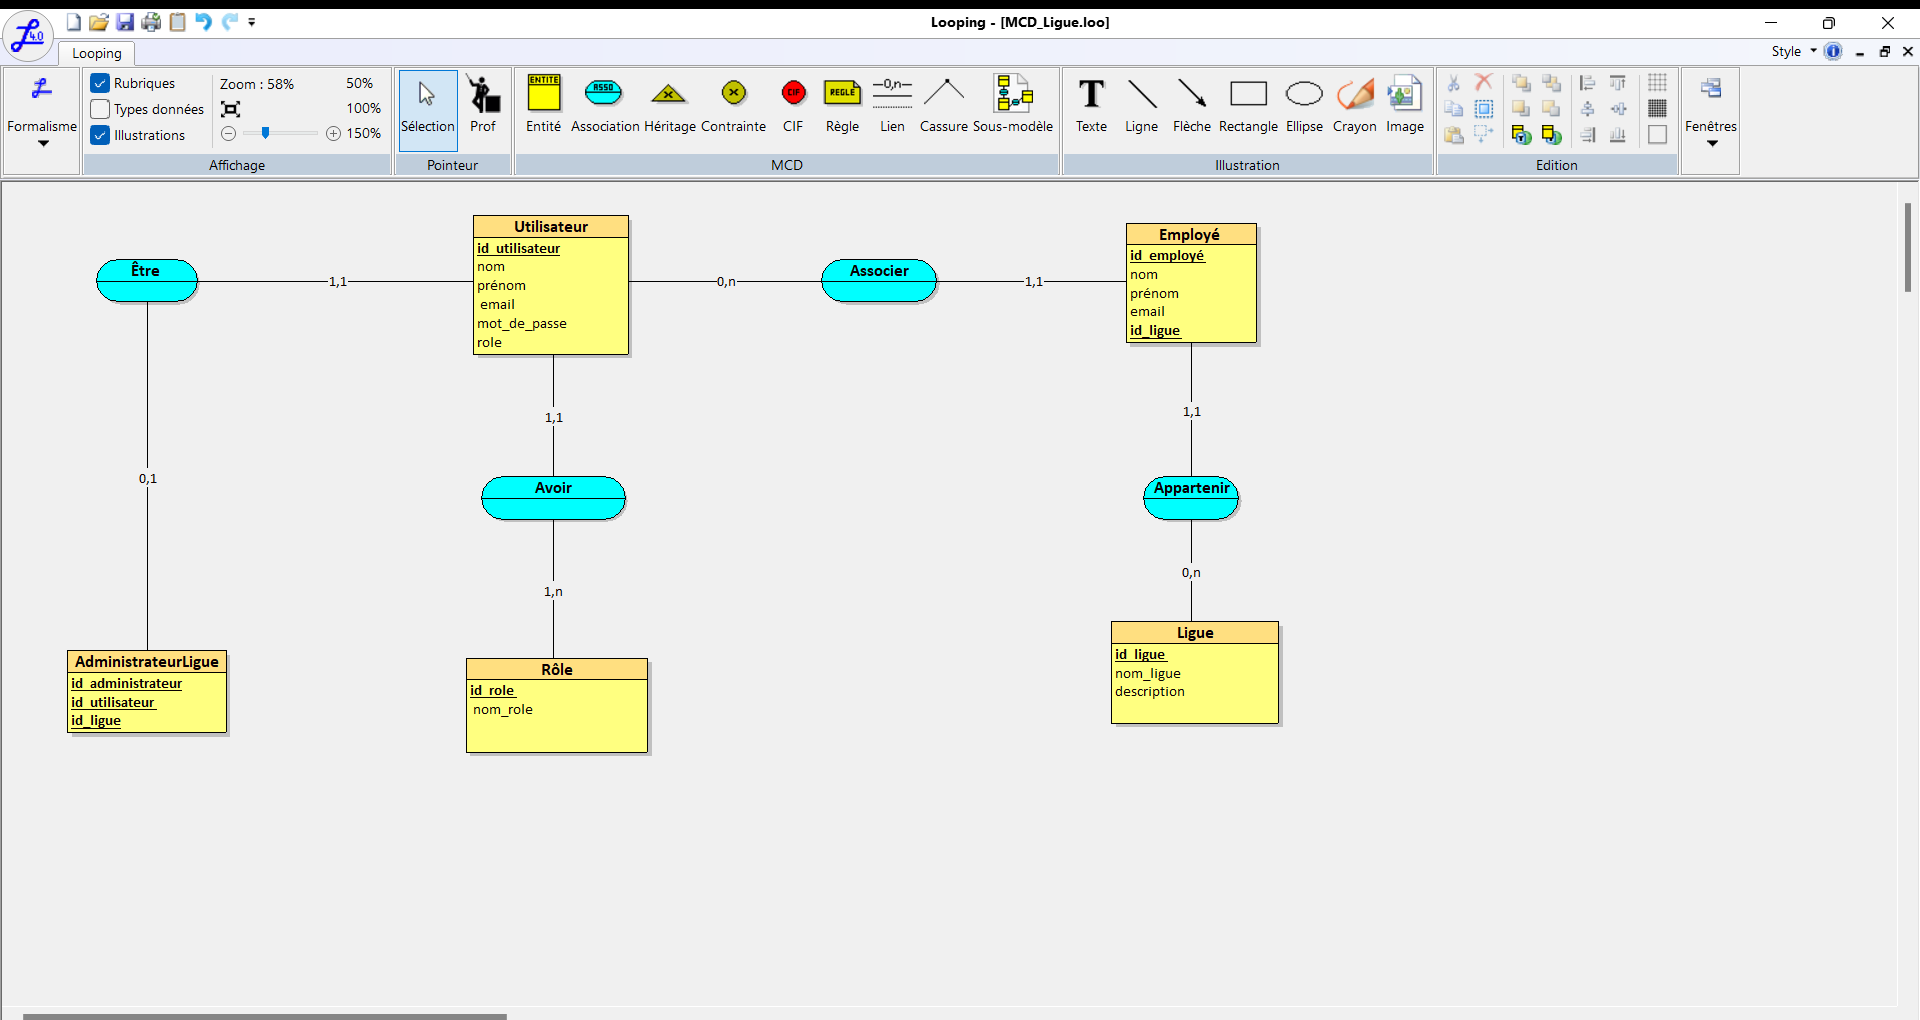 Looping - [MCD_Ligue.loo]
4.0
Looping
Style
Formalisme
Rubriques
Types données
Illustrations
Zoom : 58%
50%
100%
150%
Affichage
Sélection
Prof
Pointeur
ENTITE
Entité
ASSO
Association
Héritage
Contrainte
CIF
CIF
REGLE
Règle
0,n
Lien
Cassure
Sous-modèle
MCD
Texte
Ligne
Flèche
Rectangle
Ellipse
Crayon
Image
Illustration
Edition
Fenêtres
Utilisateur
id_utilisateur
nom
prénom
email
mot_de_passe
role
Employé
id_employé
nom
prénom
email
id_ligue
Être
1,1
0,n
Associer
1,1
1,1
1,1
0,1
Avoir
Appartenir
0,n
1,n
Ligue
id_ligue
nom_ligue
description
AdministrateurLigue
id_administrateur
id_utilisateur
id_ligue
Rôle
id_role
nom_role